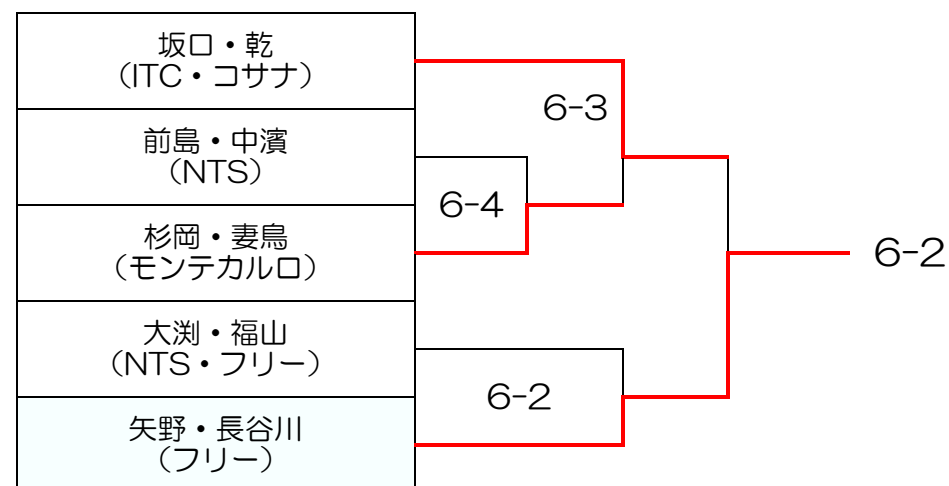 坂口・乾
（ITC・コサナ）
前島・中濱
（NTS）
杉岡・妻鳥
（モンテカルロ）
大渕・福山
（NTS・フリー）
矢野・長谷川
（フリー）
6-3
6-4
6-2
6-2